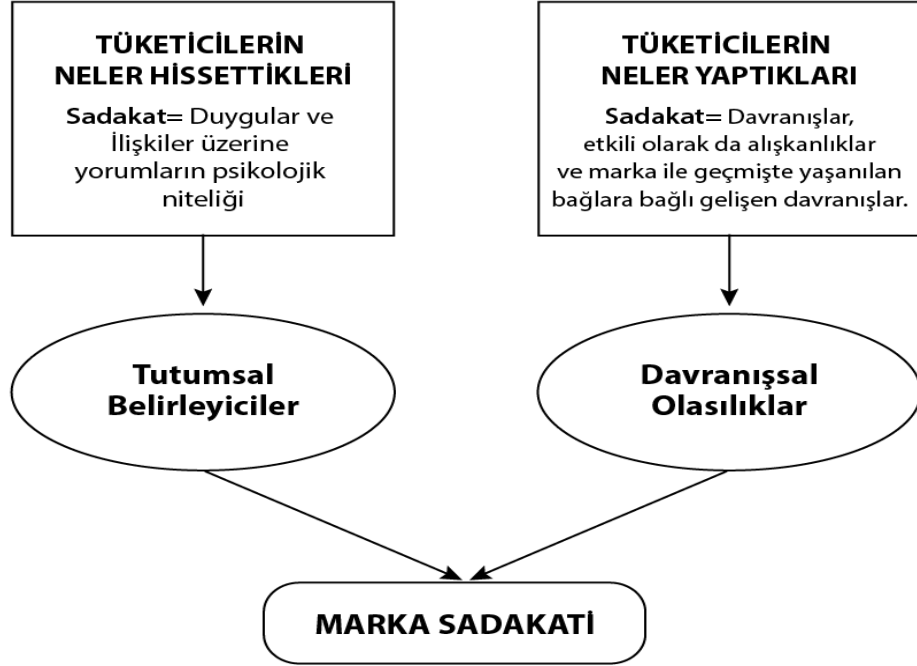 TÜKETİCİLERİN
NELER HİSSETTİKLERİ
Sadakat= Duygular ve
İlişkiler üzerine
yorumların psikolojik
niteliği
TÜKETİCİLERİN
NELER YAPTIKLARI
Sadakat= Davranışlar,
etkili olarak da alışkanlıklar
ve marka ile geçmişte yaşanılan
bağlara bağlı gelişen davranışlar.
Tutumsal
Belirleyiciler
Davranışsal
Olasılıklar
MARKA SADAKATİ